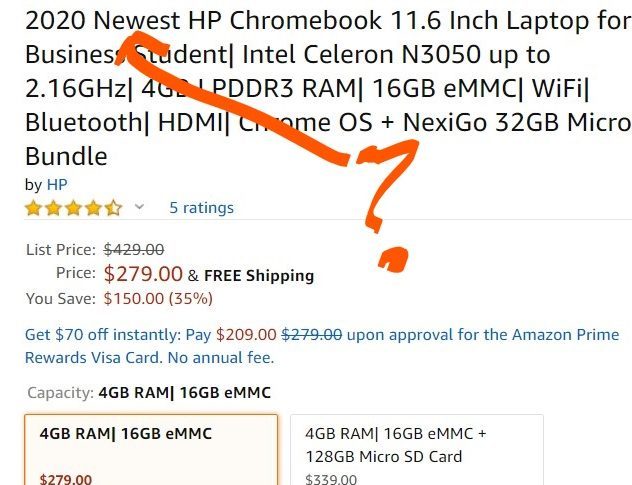 2020 Newest HP Chromebook 11.6 Inch Laptop for
Business Student| Intel Celeron N3050 up to
2.16GHz| 4GB LPDDR3 RAM| 16GB eMMC| WiFi|
Bluetooth| HDMI| Chrome OS + NexiGo 32GB Micro
Bundle
by HP
5 ratings
List Price: $429.00
Price: $279.00 & FREE Shipping
You Save: $150.00 (35%)
Get $70 off instantly: Pay $209.00 $279.00 upon approval for the Amazon Prime
Rewards Visa Card. No annual fee.
Capacity: 4GB RAM| 16GB eMMC
4GB RAM| 16GB eMMC
$279.00
4GB RAM| 16GB eMMC +
128GB Micro SD Card
$339.00
?